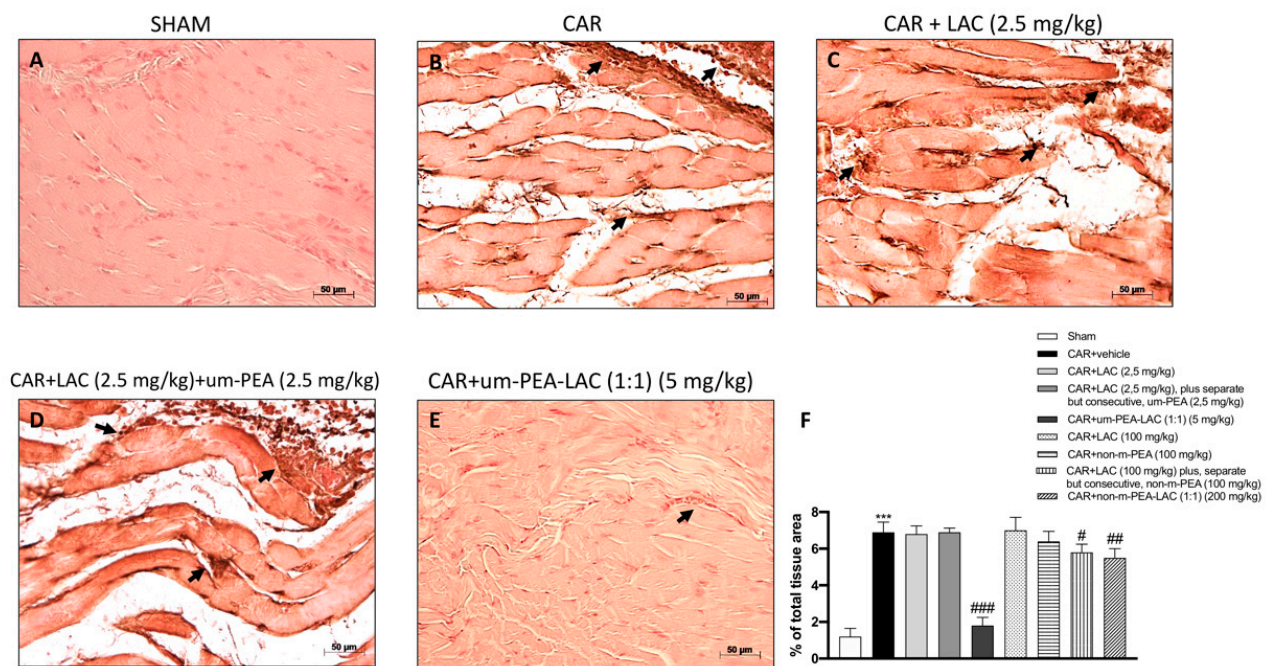 SHAM
CAR
CAR + LAC (2.5 mg/kg)
A
B
C
50 µm
50 µm
50 µm
CAR+LAC (2.5 mg/kg)+um-PEA (2.5 mg/kg)
CAR+um-PEA-LAC (1:1) (5 mg/kg)
D
E
50 µm
50 µm
Sham
CAR+vehicle
CAR+LAC (2,5 mg/kg)
CAR+LAC (2,5 mg/kg), plus separate
but consecutive, um-PEA (2,5 mg/kg)
CAR+um-PEA-LAC (1:1) (5 mg/kg)
CAR+LAC (100 mg/kg)
CAR+non-m-PEA (100 mg/kg)
CAR+LAC (100 mg/kg) plus, separate
but consecutive, non-m-PEA (100 mg/kg)
CAR+non-m-PEA-LAC (1:1) (200 mg/kg)
F
% of total tissue area
8
6
4
2
0
***
###
#
##